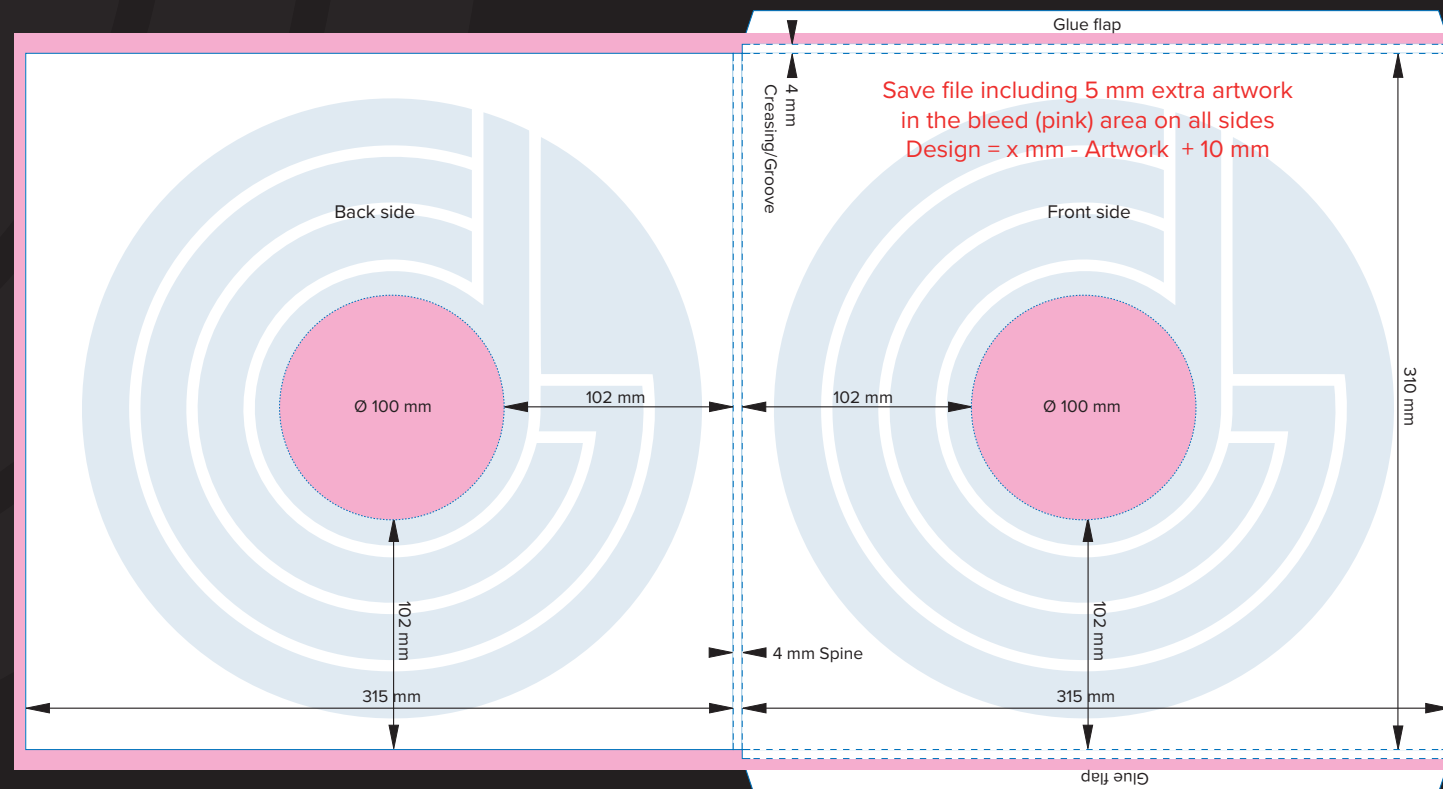 Glue flap
Save file including 5 mm extra artwork
in the bleed (pink) area on all sides
Design = x mm - Artwork + 10 mm
4 mm
Creasing/Groove
Back side
Front side
Ø 100 mm
102 mm
102 mm
Ø 100 mm
310 mm
102 mm
102 mm
4 mm Spine
315 mm
315 mm
Glue flap